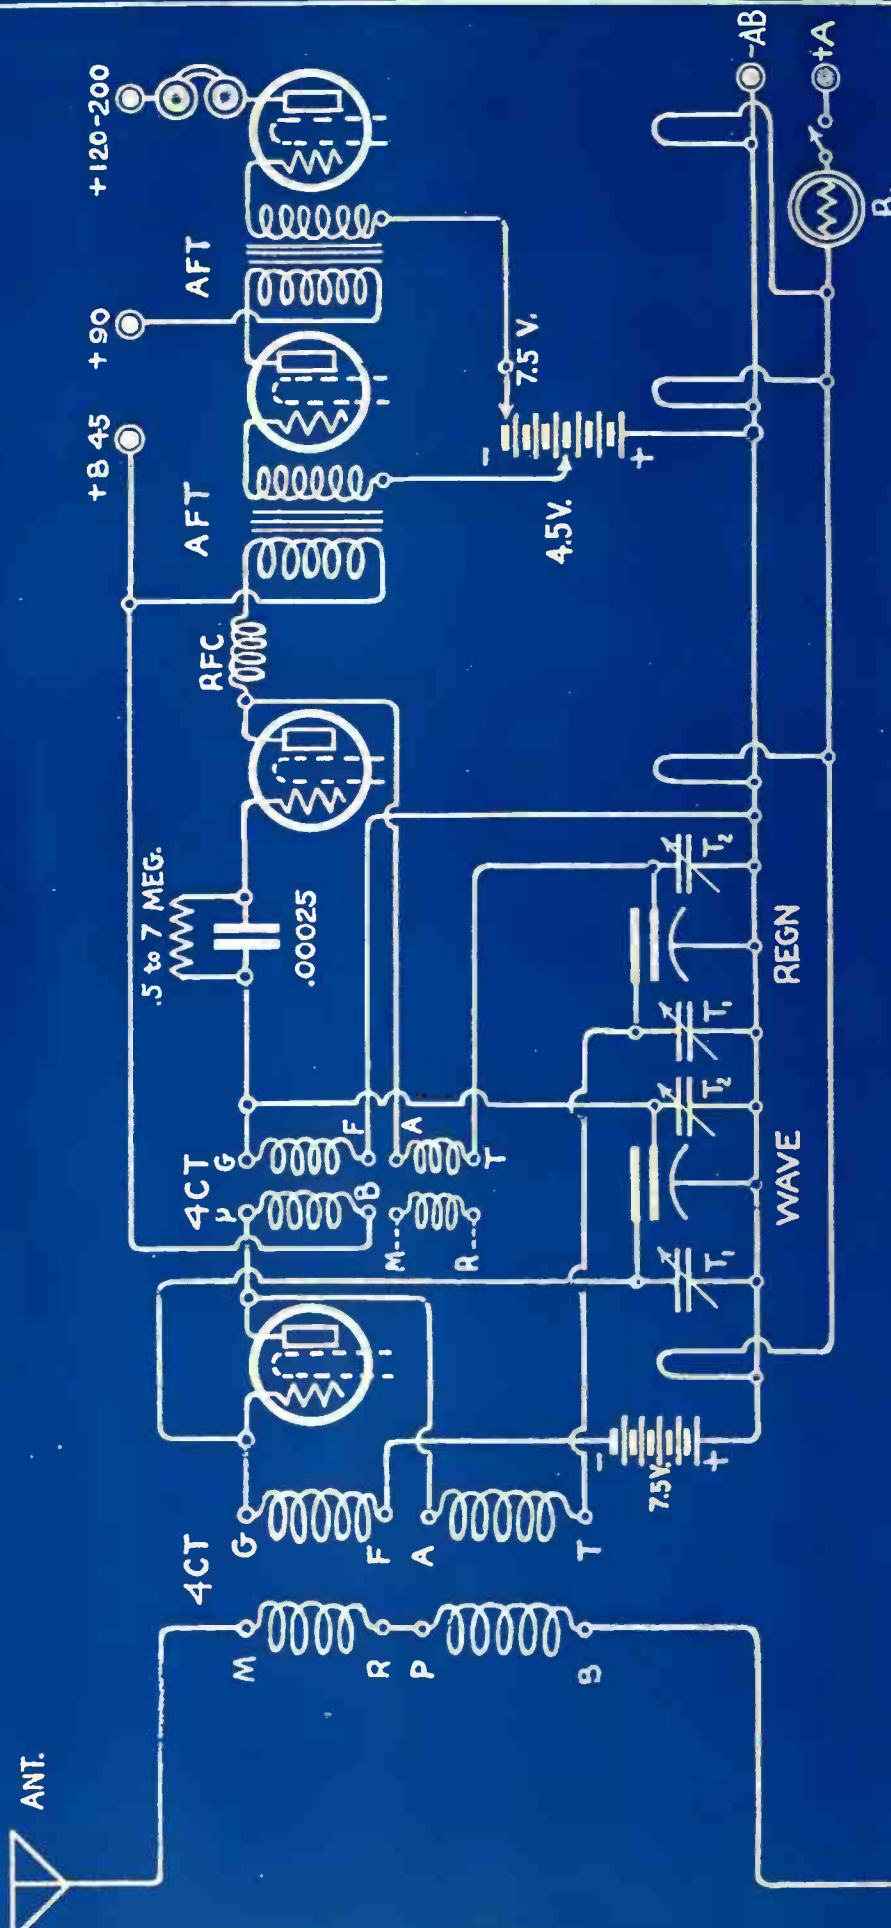 ANT.
+B 45
+90
+120-200
.5 to 7 MEG.
4CT
4CT
RFC
AFT
AFT
M
G
P
G
.00025
R
F
B
F
P
A
M
A
B
T
R
T
4.5V.
-
+
7.5 V.
-
+
7.5V.
T₁
T₂
T₁
T₂
WAVE
REGN
-AB
+A